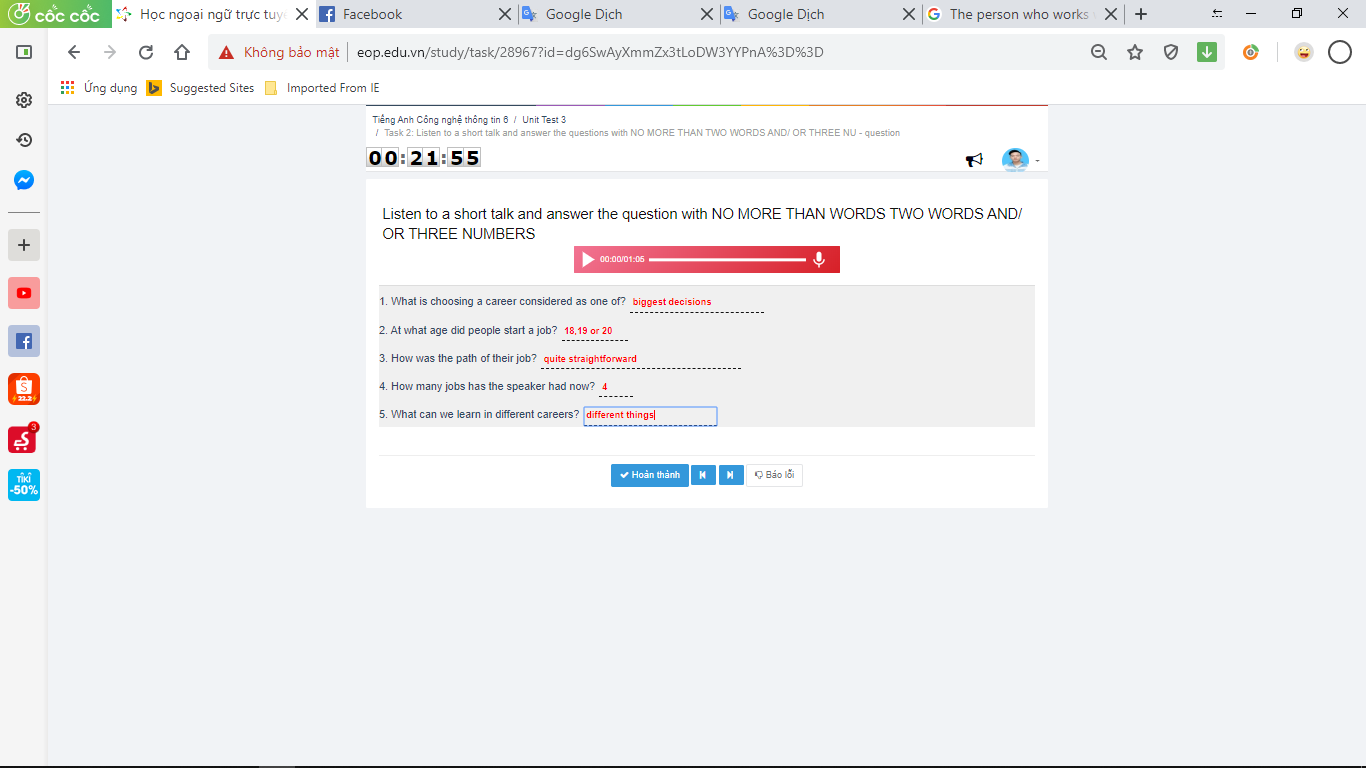 cốc cốc
Học ngoại ngữ trực tuyế
Facebook
Google Dịch
Google Dịch
The person who works
Không bảo mật
eop.edu.vn/study/task/28967?id=dg6SwAyXmmZx3tLoDW3YYPnA%3D%3D
Ứng dụng
Suggested Sites
Imported From IE
Tiếng Anh Công nghệ thông tin 6 / Unit Test 3
/ Task 2: Listen to a short talk and answer the questions with NO MORE THAN TWO WORDS AND/ OR THREE NU - question
00:21:55
Listen to a short talk and answer the question with NO MORE THAN WORDS TWO WORDS AND/
OR THREE NUMBERS
00:00/01:06
1. What is choosing a career considered as one of? biggest decisions
2. At what age did people start a job? 18,19 or 20
3. How was the path of their job? quite straightforward
4. How many jobs has the speaker had now? 4
5. What can we learn in different careers? different things
Hoàn thành
Báo lỗi
22.2
3
TIKI
-50%